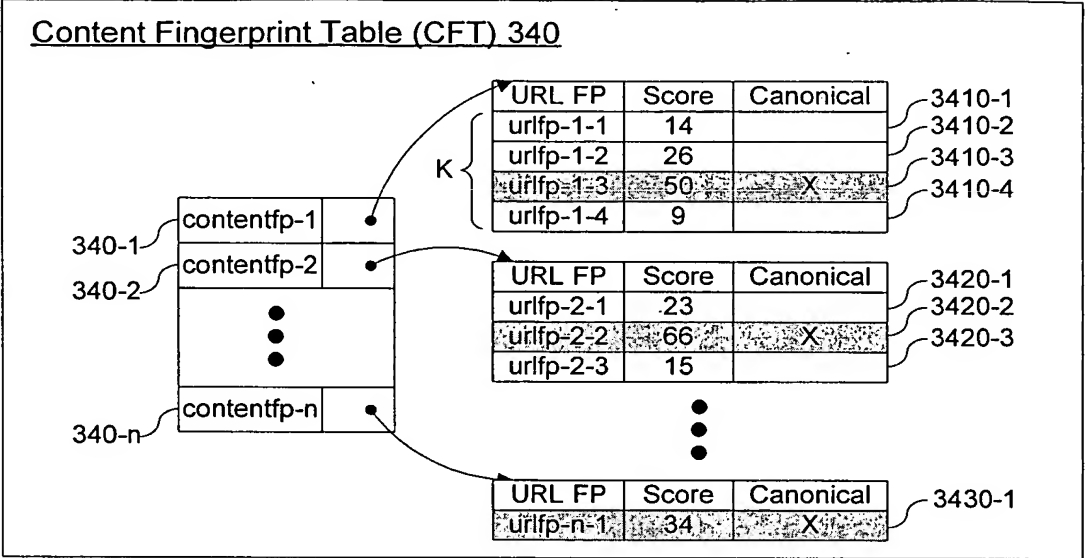 Content Fingerprint Table (CFT) 340
URL FP Score Canonical
urlfp-1-1 14 3410-1
urlfp-1-2 26 3410-2
urlfp-1-3 50 X 3410-3
urlfp-1-4 9 3410-4
K
contentfp-1
340-1
contentfp-2
340-2
contentfp-n
340-n
URL FP Score Canonical
urlfp-2-1 23 3420-1
urlfp-2-2 66 X 3420-2
urlfp-2-3 15 3420-3
URL FP Score Canonical
urlfp-n-1 34 X 3430-1